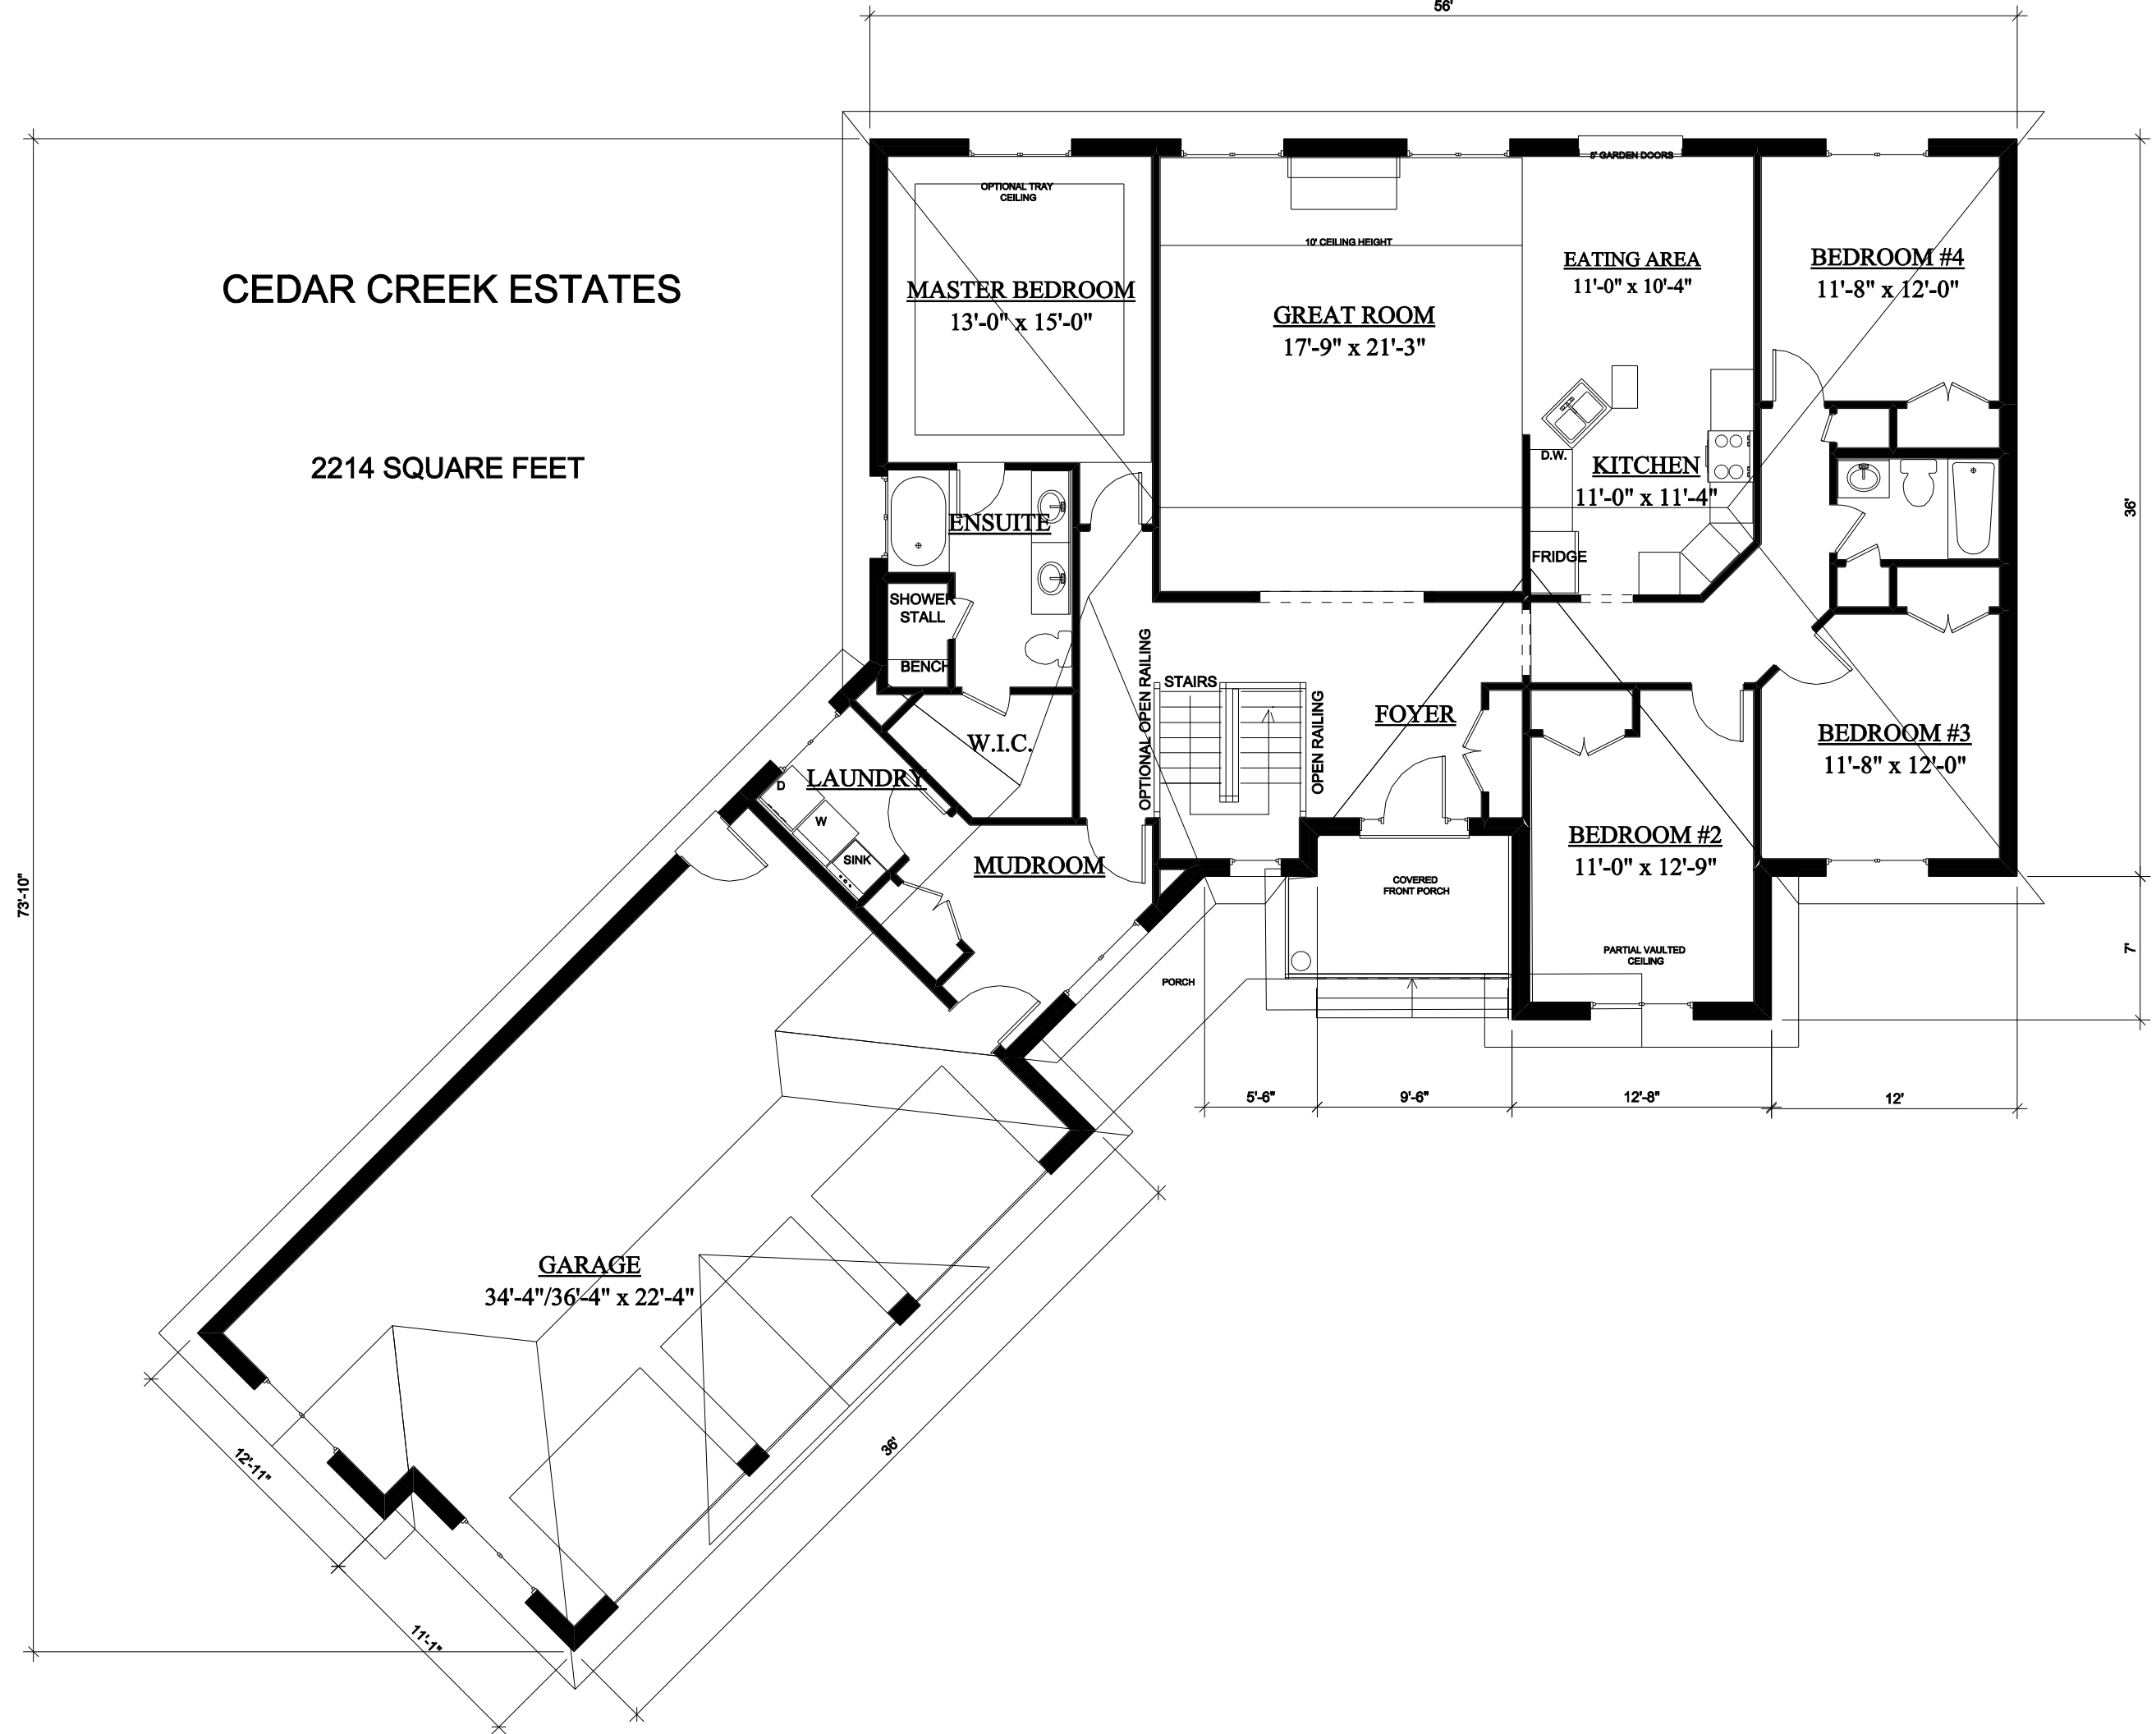 56'
5' GARDEN DOORS
OPTIONAL TRAY
CEILING
10' CEILING HEIGHT
EATING AREA
11'-0" x 10'-4"
BEDROOM #4
11'-8" x 12'-0"
CEDAR CREEK ESTATES
MASTER BEDROOM
13'-0" x 15'-0"
GREAT ROOM
17'-9" x 21'-3"
2214 SQUARE FEET
D.W.
KITCHEN
11'-0" x 11'-4"
36'
ENSUITE
FRIDGE
SHOWER
STALL
BENCH
OPTIONAL OPEN RAILING
STAIRS
OPEN RAILING
FOYER
W.I.C.
BEDROOM #3
11'-8" x 12'-0"
LAUNDRY
D
W
SINK
MUDROOM
BEDROOM #2
11'-0" x 12'-9"
COVERED
FRONT PORCH
73'-10"
PARTIAL VAULTED
CEILING
7'
PORCH
5'-6"
9'-6"
12'-8"
12'
GARAGE
34'-4"/36'-4" x 22'-4"
36'
12'-11"
11'-1"